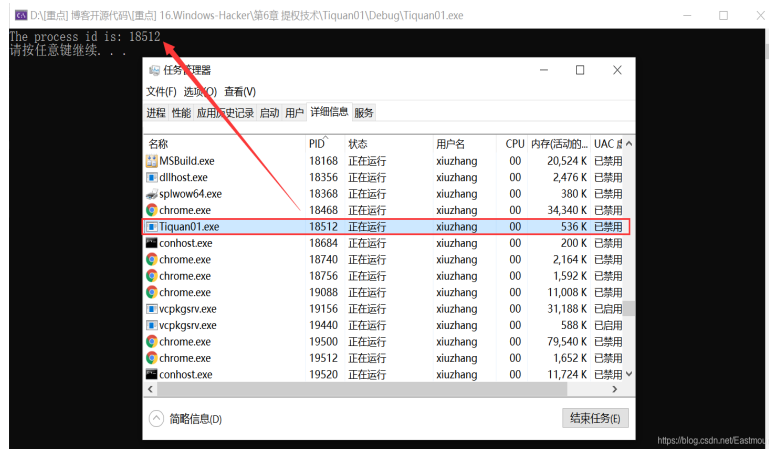 D:\[重点] 博客开源代码\[重点] 16.Windows-Hacker\第6章 提权技术\Tiquan01\Debug\Tiquan01.exe
The process id is: 18512
请按任意键继续. . .
任务管理器
文件(F) 选项(O) 查看(V)
进程 性能 应用历史记录 启动 用户 详细信息 服务
名称 PID 状态 用户名 CPU 内存(活动的... UAC
MSBuild.exe 18168 正在运行 xiuzhang 00 20,524 K 已禁用
dllhost.exe 18356 正在运行 xiuzhang 00 2,476 K 已禁用
splwow64.exe 18368 正在运行 xiuzhang 00 380 K 已禁用
chrome.exe 18468 正在运行 xiuzhang 00 34,340 K 已禁用
Tiquan01.exe 18512 正在运行 xiuzhang 00 536 K 已禁用
conhost.exe 18684 正在运行 xiuzhang 00 200 K 已禁用
chrome.exe 18740 正在运行 xiuzhang 00 2,164 K 已禁用
chrome.exe 18756 正在运行 xiuzhang 00 1,592 K 已禁用
chrome.exe 19088 正在运行 xiuzhang 00 11,008 K 已禁用
vcpkgsrv.exe 19156 正在运行 xiuzhang 00 31,188 K 已启用
vcpkgsrv.exe 19440 正在运行 xiuzhang 00 588 K 已启用
chrome.exe 19500 正在运行 xiuzhang 00 79,540 K 已禁用
chrome.exe 19512 正在运行 xiuzhang 00 1,652 K 已禁用
conhost.exe 19520 正在运行 xiuzhang 00 11,724 K 已禁用
简略信息(D) 结束任务(E)
https://blog.csdn.net/Eastmou